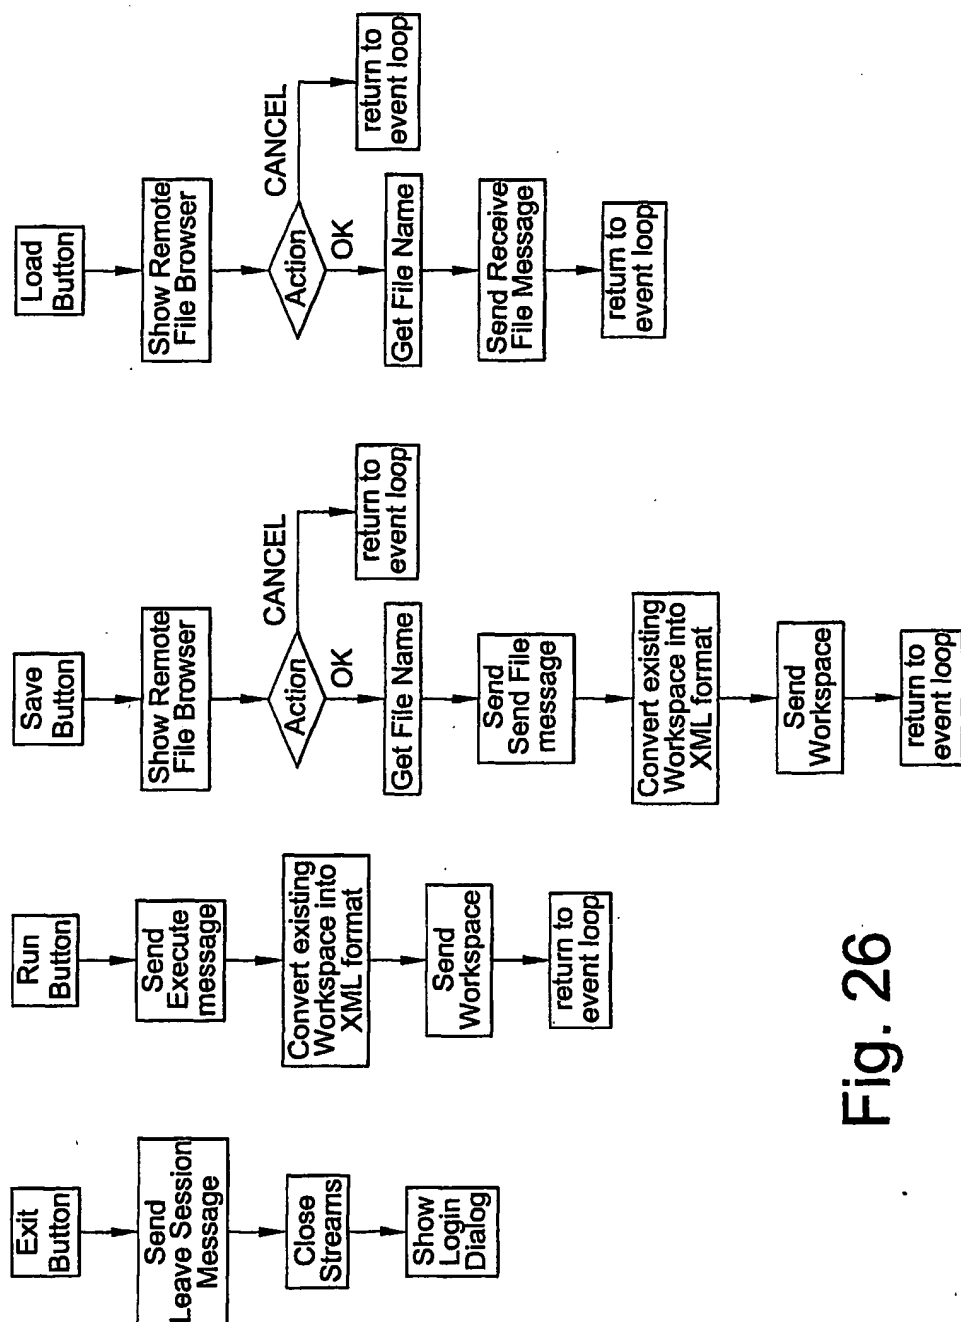 Exit
Button
Send
Leave Session
Message
Close
Streams
Show
Login
Dialog
Run
Button
Send
Execute
message
Convert existing
Workspace into
XML format
Send
Workspace
return to
event loop
Save
Button
Show Remote
File Browser
Action
CANCEL
return to
event loop
OK
Get File Name
Send
Send File
message
Convert existing
Workspace into
XML format
Send
Workspace
return to
event loop
Load
Button
Show Remote
File Browser
Action
CANCEL
return to
event loop
OK
Get File Name
Send Receive
File Message
return to
event loop
Fig. 26